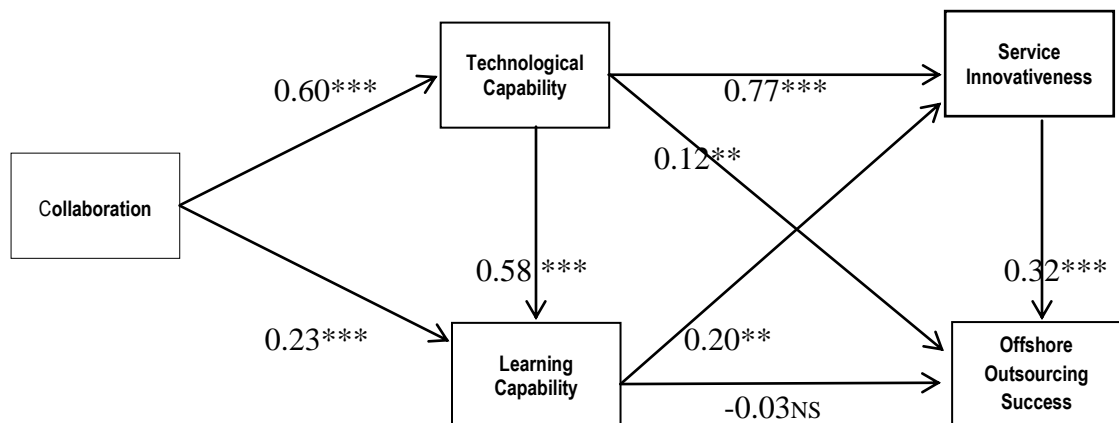 Technological
Capability
Service
Innovativeness
0.60***
0.77***
0.12**
Collaboration
0.58 ***
0.32***
0.23***
0.20**
Learning
Capability
Offshore
Outsourcing
Success
-0.03NS